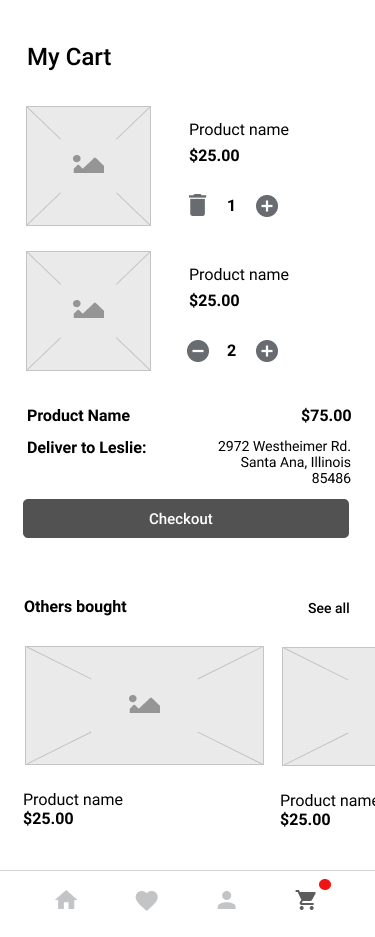 My Cart
Product name
$25.00
1
Product name
$25.00
2
Product Name $75.00
Deliver to Leslie: 2972 Westheimer Rd.
Santa Ana, Illinois
85486
Checkout
Others bought See all
Product name Product name
$25.00 $25.00